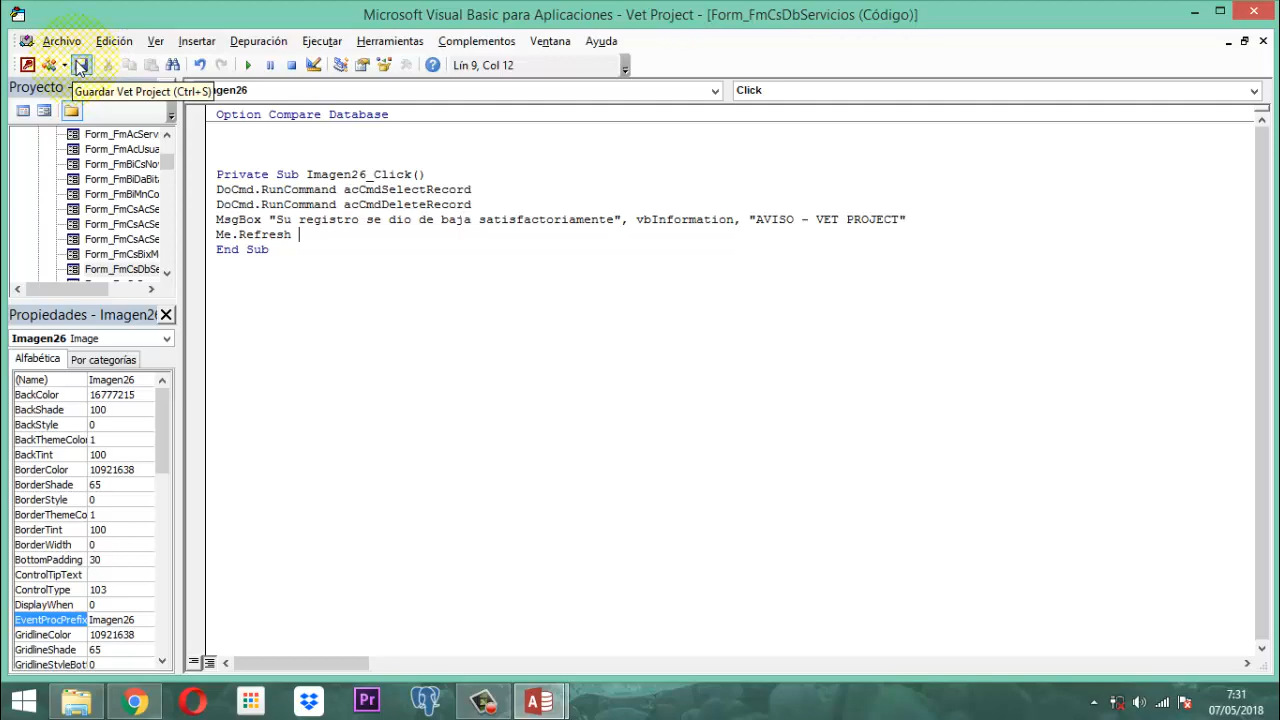 Microsoft Visual Basic para Aplicaciones - Vet Project - [Form_FmCsDbServicios (Código)]
Archivo Edición Ver Insertar Depuración Ejecutar Herramientas Complementos Ventana Ayuda
Lín 9, Col 12
Proyecto -
Guardar Vet Project (Ctrl+S)
agen26
Click
Form_FmAcServ
Form_FmAcUsua
Form_FmBiCsNo
Form_FmBiDaBita
Form_FmBiMnCo
Form_FmCsAcSe
Form_FmCsAcSe
Form_FmCsAcSe
Form_FmCsBixM
Form_FmCsDbSe
Propiedades - Imagen26
Imagen26 Image
Alfabética Por categorías
(Name) Imagen26
BackColor 16777215
BackShade 100
BackStyle 0
BackThemeColor 1
BackTint 100
BorderColor 10921638
BorderShade 65
BorderStyle 0
BorderThemeCo 1
BorderTint 100
BorderWidth 0
BottomPadding 30
ControlTipText
ControlType 103
DisplayWhen 0
EventProcPrefix Imagen26
GridlineColor 10921638
GridlineShade 65
GridlineStyleBot 0
Option Compare Database
Private Sub Imagen26_Click()
DoCmd.RunCommand acCmdSelectRecord
DoCmd.RunCommand acCmdDeleteRecord
MsgBox "Su registro se dio de baja satisfactoriamente", vbInformation, "AVISO - VET PROJECT"
Me.Refresh
End Sub
Pr
7:31
07/05/2018